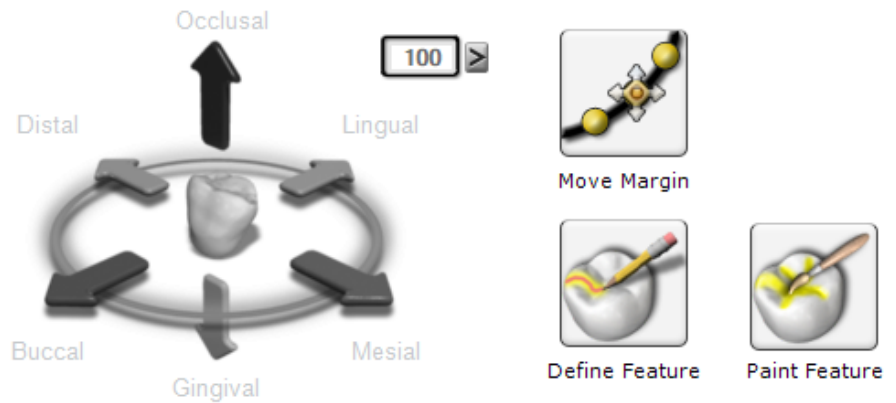 Occlusal
100 >
Distal
Lingual
Move Margin
Buccal
Mesial
Gingival
Define Feature
Paint Feature